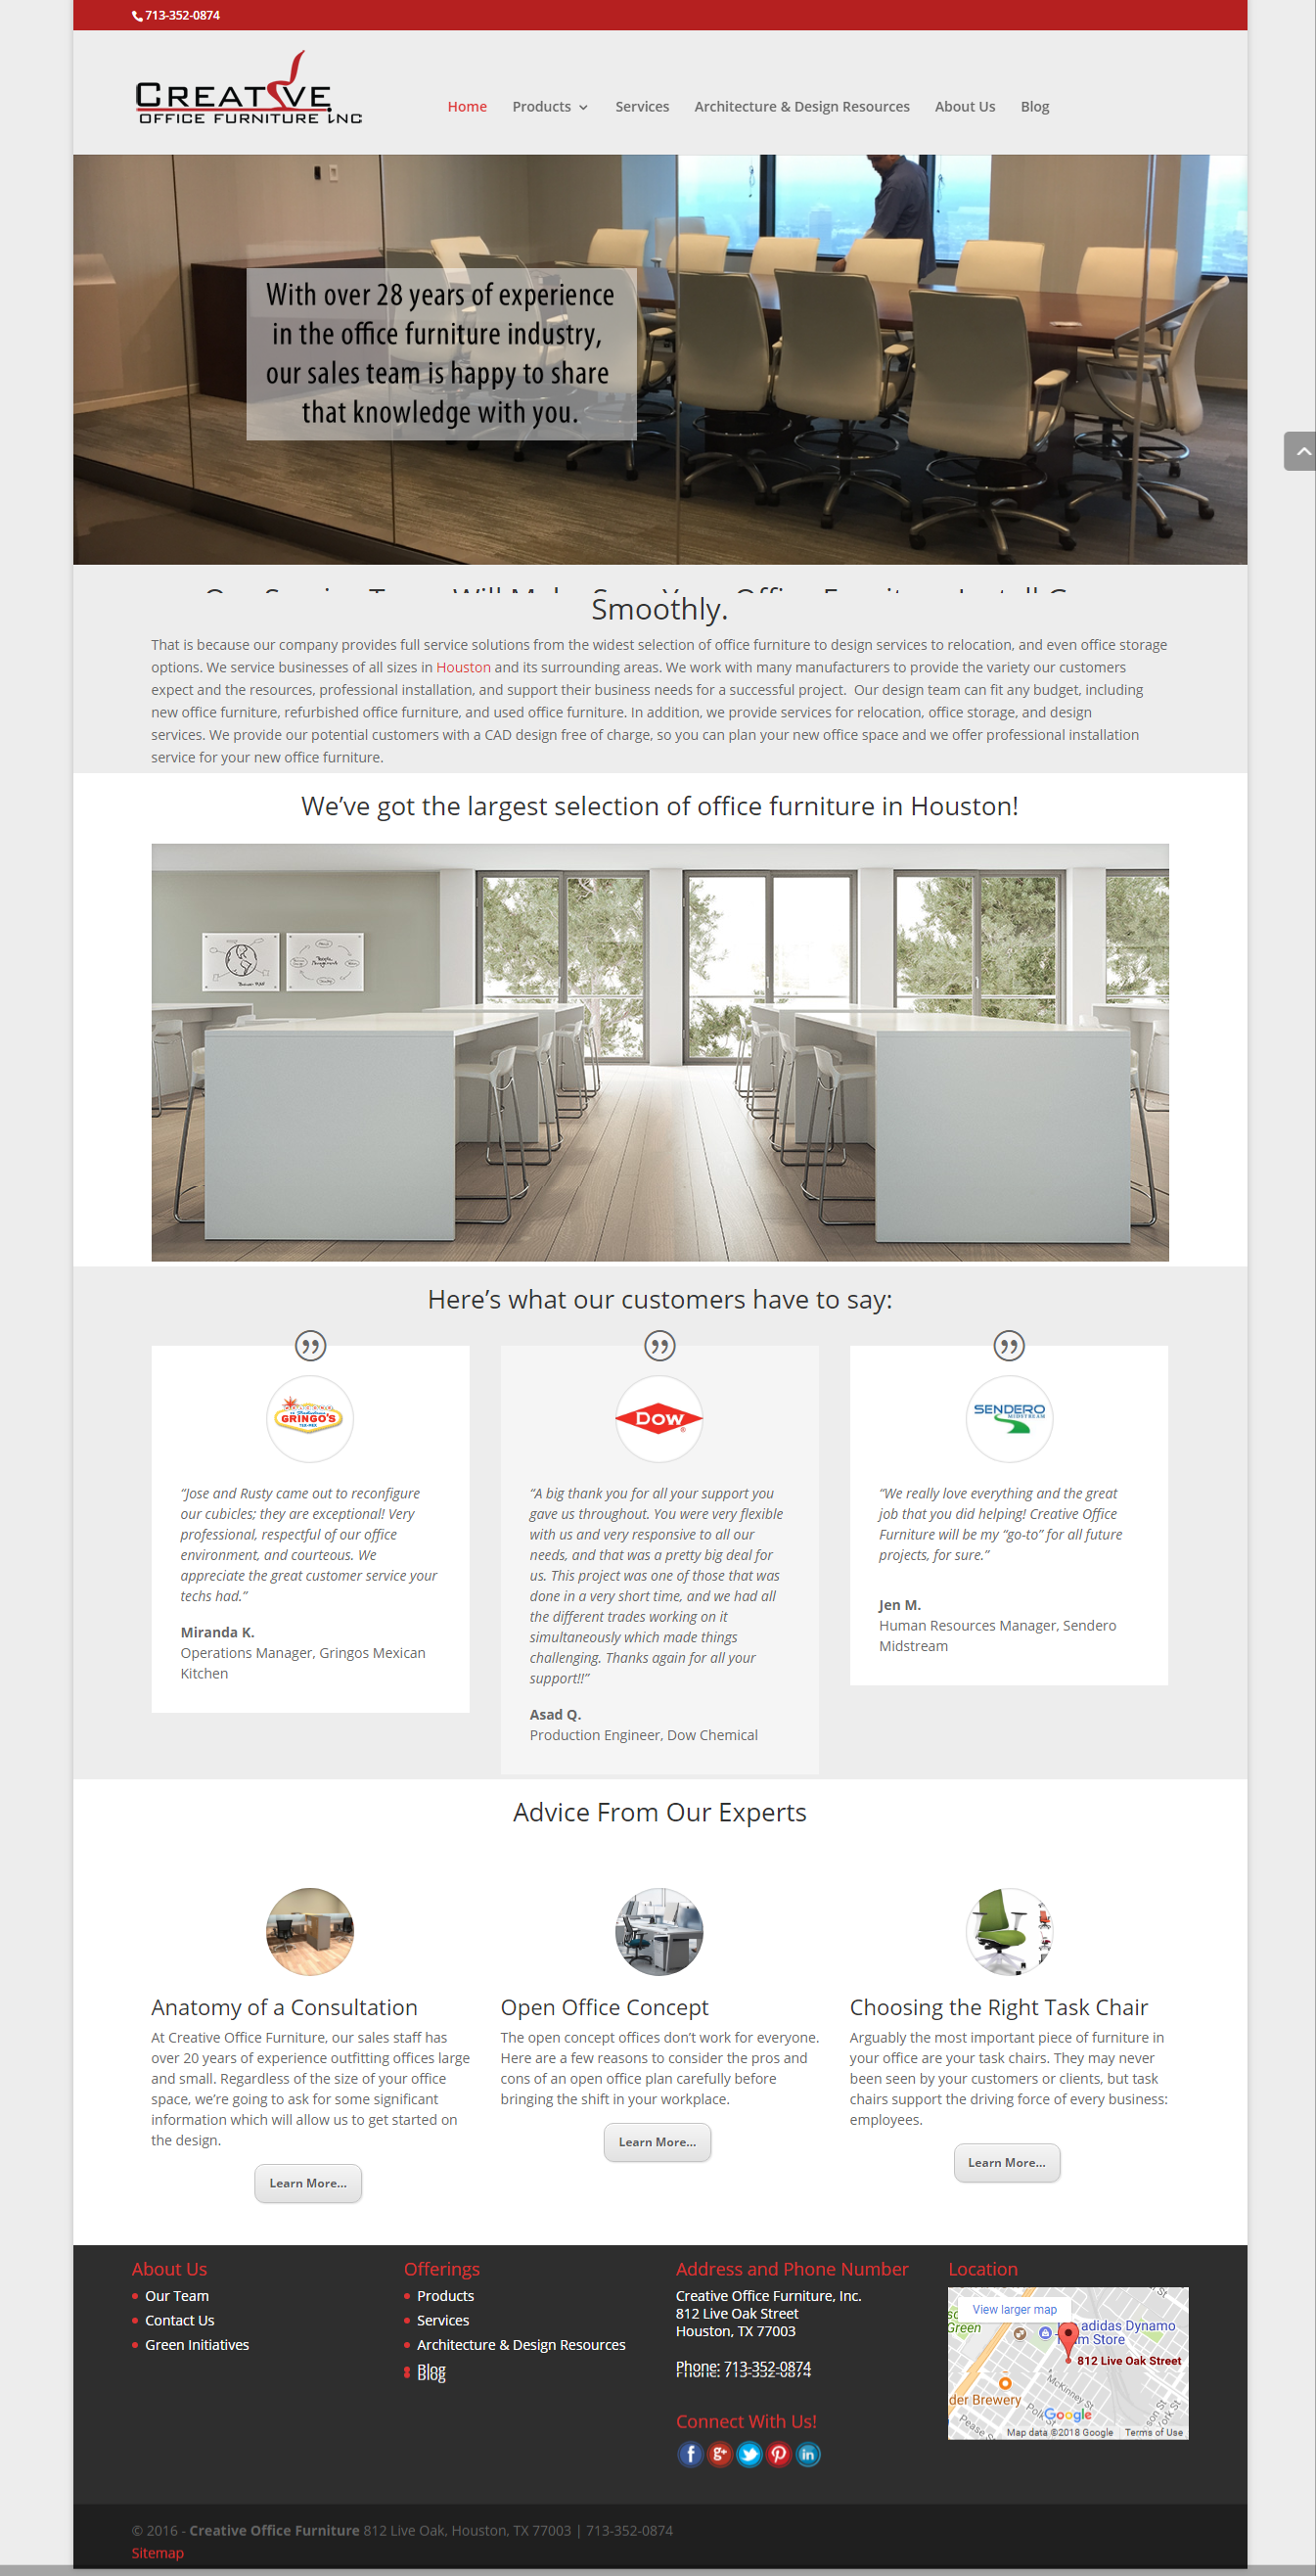 713-352-0874
CREATIVE
OFFICE FURNITURE INC
Home Products Services Architecture & Design Resources About Us Blog
With over 28 years of experience
in the office furniture industry,
our sales team is happy to share
that knowledge with you.
Our Service Team Will Make Sure Your Office Furniture Install Goes
Smoothly.
That is because our company provides full service solutions from the widest selection of office furniture to design services to relocation, and even office storage
options. We service businesses of all sizes in Houston and its surrounding areas. We work with many manufacturers to provide the variety our customers
expect and the resources, professional installation, and support their business needs for a successful project. Our design team can fit any budget, including
new office furniture, refurbished office furniture, and used office furniture. In addition, we provide services for relocation, office storage, and design
services. We provide our potential customers with a CAD design free of charge, so you can plan your new office space and we offer professional installation
service for your new office furniture.
We’ve got the largest selection of office furniture in Houston!
Here’s what our customers have to say:
GRINGO'S
TEX-MEX
“Jose and Rusty came out to reconfigure
our cubicles; they are exceptional! Very
professional, respectful of our office
environment, and courteous. We
appreciate the great customer service your
techs had.”
Miranda K.
Operations Manager, Gringos Mexican
Kitchen
Dow
“A big thank you for all your support you
gave us throughout. You were very flexible
with us and very responsive to all our
needs, and that was a pretty big deal for
us. This project was one of those that was
done in a very short time, and we had all
the different trades working on it
simultaneously which made things
challenging. Thanks again for all your
support!!”
Asad Q.
Production Engineer, Dow Chemical
SENDERO
MIDSTREAM
“We really love everything and the great
job that you did helping! Creative Office
Furniture will be my “go-to” for all future
projects, for sure.”
Jen M.
Human Resources Manager, Sendero
Midstream
Advice From Our Experts
Anatomy of a Consultation
At Creative Office Furniture, our sales staff has
over 20 years of experience outfitting offices large
and small. Regardless of the size of your office
space, we’re going to ask for some significant
information which will allow us to get started on
the design.
Learn More...
Open Office Concept
The open concept offices don’t work for everyone.
Here are a few reasons to consider the pros and
cons of an open office plan carefully before
bringing the shift in your workplace.
Learn More...
Choosing the Right Task Chair
Arguably the most important piece of furniture in
your office are your task chairs. They may never
been seen by your customers or clients, but task
chairs support the driving force of every business:
employees.
Learn More...
About Us
Our Team
Contact Us
Green Initiatives
Offerings
Products
Services
Architecture & Design Resources
Blog
Address and Phone Number
Creative Office Furniture, Inc.
812 Live Oak Street
Houston, TX 77003
Phone: 713-352-0874
Connect With Us!
Location
View larger map
Green
adidas Dynamo
Team Store
812 Live Oak Street
der Brewery
McKinney St
Polk St
Pease St
York St
Google
Map data ©2018 Google Terms of Use
© 2016 - Creative Office Furniture 812 Live Oak, Houston, TX 77003 | 713-352-0874
Sitemap